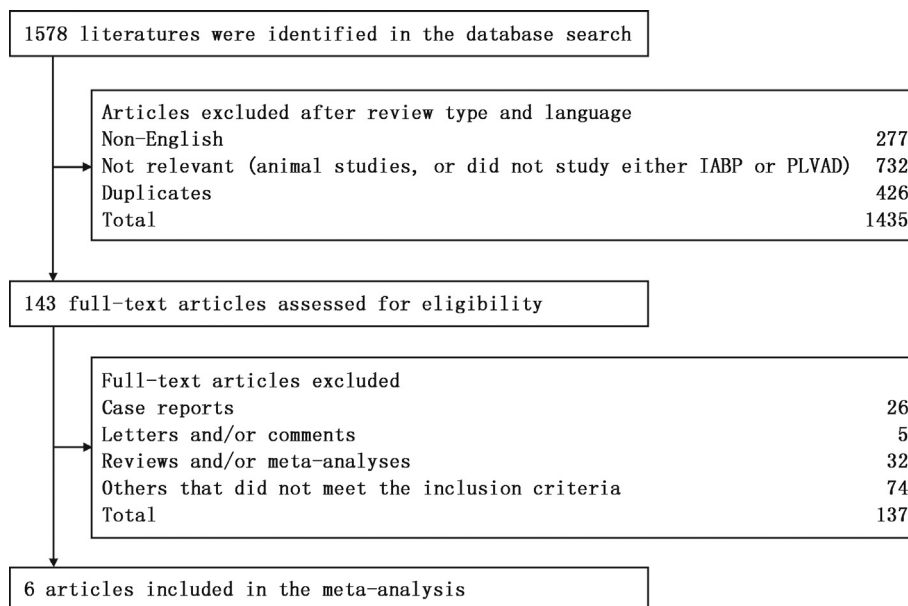 1578 literatures were identified in the database search
Articles excluded after review type and language
Non-English 277
Not relevant (animal studies, or did not study either IABP or PLVAD) 732
Duplicates 426
Total 1435
143 full-text articles assessed for eligibility
Full-text articles excluded
Case reports 26
Letters and/or comments 5
Reviews and/or meta-analyses 32
Others that did not meet the inclusion criteria 74
Total 137
6 articles included in the meta-analysis